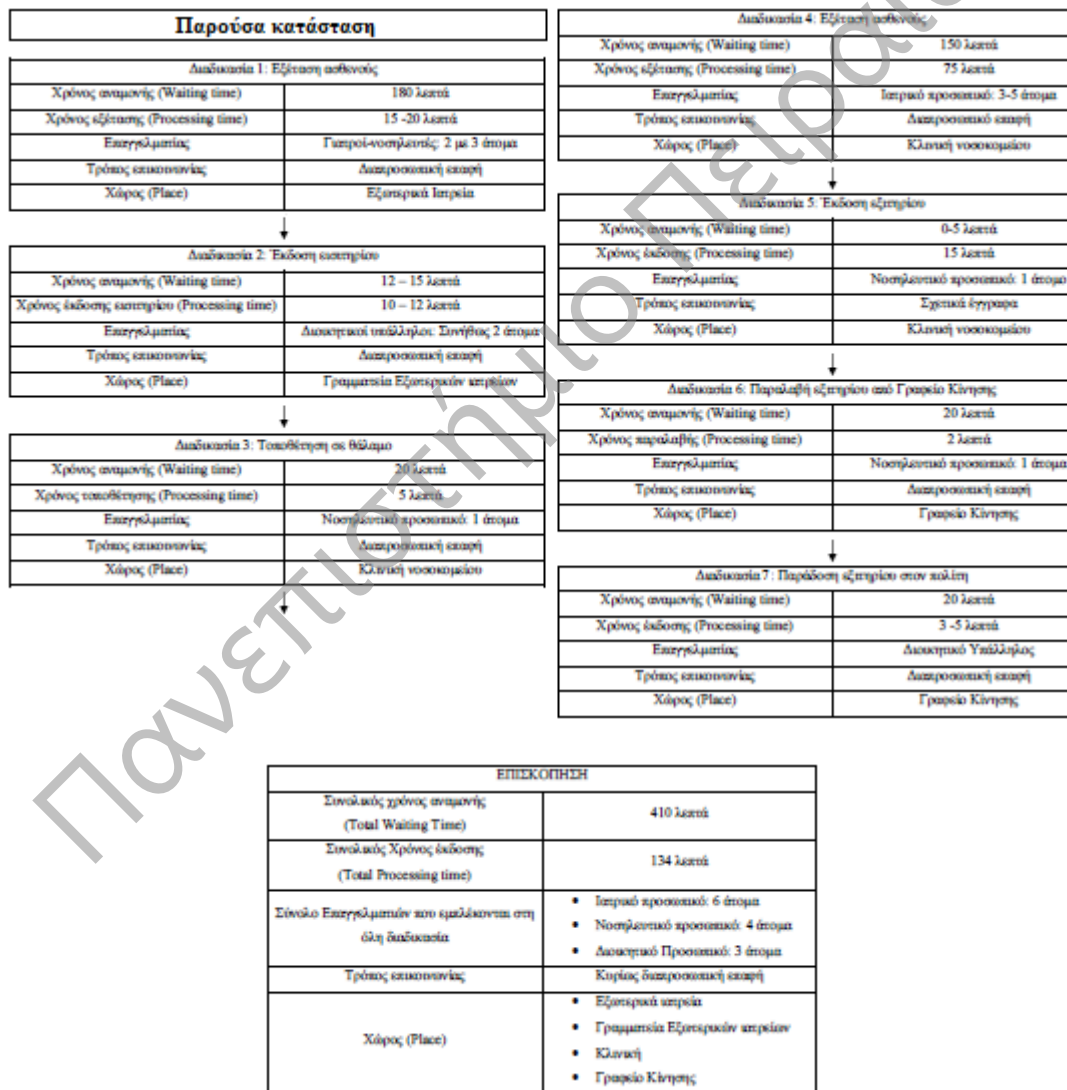 Παρούσα κατάσταση
Διαδικασία 1: Εξέταση ασθενούς
Χρόνος αναμονής (Waiting time) 180 λεπτά
Χρόνος εξέτασης (Processing time) 15 -20 λεπτά
Επαγγελματίας Γιατροί-νοσηλευτές: 2 με 3 άτομα
Τρόπος επικοινωνίας Διαπροσωπική επαφή
Χώρος (Place) Εξωτερικά Ιατρεία
Διαδικασία 2: Έκδοση εισιτηρίου
Χρόνος αναμονής (Waiting time) 12 – 15 λεπτά
Χρόνος έκδοσης εισιτηρίου (Processing time) 10 – 12 λεπτά
Επαγγελματίας Διοικητικοί υπάλληλοι: Συνήθως 2 άτομα
Τρόπος επικοινωνίας Διαπροσωπική επαφή
Χώρος (Place) Γραμματεία Εξωτερικών ιατρείων
Διαδικασία 3: Τοποθέτηση σε θάλαμο
Χρόνος αναμονής (Waiting time) 20 λεπτά
Χρόνος τοποθέτησης (Processing time) 5 λεπτά
Επαγγελματίας Νοσηλευτικό προσωπικό: 1 άτομα
Τρόπος επικοινωνίας Διαπροσωπική επαφή
Χώρος (Place) Κλινική νοσοκομείου
Διαδικασία 4: Εξέταση ασθενούς
Χρόνος αναμονής (Waiting time) 150 λεπτά
Χρόνος εξέτασης (Processing time) 75 λεπτά
Επαγγελματίας Ιατρικό προσωπικό: 3-5 άτομα
Τρόπος επικοινωνίας Διαπροσωπικό επαφή
Χώρος (Place) Κλινική νοσοκομείου
Διαδικασία 5: Έκδοση εξιτηρίου
Χρόνος αναμονής (Waiting time) 0-5 λεπτά
Χρόνος έκδοσης (Processing time) 15 λεπτά
Επαγγελματίας Νοσηλευτικό προσωπικό: 1 άτομα
Τρόπος επικοινωνίας Σχετικά έγγραφα
Χώρος (Place) Κλινική νοσοκομείου
Διαδικασία 6: Παραλαβή εξιτηρίου από Γραφείο Κίνησης
Χρόνος αναμονής (Waiting time) 20 λεπτά
Χρόνος παραλαβής (Processing time) 2 λεπτά
Επαγγελματίας Νοσηλευτικό προσωπικό: 1 άτομα
Τρόπος επικοινωνίας Διαπροσωπική επαφή
Χώρος (Place) Γραφείο Κίνησης
Διαδικασία 7: Παράδοση εξιτηρίου στον πολίτη
Χρόνος αναμονής (Waiting time) 20 λεπτά
Χρόνος έκδοσης (Processing time) 3 -5 λεπτά
Επαγγελματίας Διοικητικό Υπάλληλος
Τρόπος επικοινωνίας Διαπροσωπική επαφή
Χώρος (Place) Γραφείο Κίνησης
ΕΠΙΣΚΟΠΗΣΗ
Συνολικός χρόνος αναμονής
(Total Waiting Time) 410 λεπτά
Συνολικός Χρόνος έκδοσης
(Total Processing time) 134 λεπτά
Σύνολο Επαγγελματιών που εμπλέκονται στη
όλη διαδικασία
• Ιατρικό προσωπικό: 6 άτομα
• Νοσηλευτικό προσωπικό: 4 άτομα
• Διοικητικό Προσωπικό: 3 άτομα
Τρόπος επικοινωνίας Κυρίως διαπροσωπική επαφή
Χώρος (Place)
• Εξωτερικά ιατρεία
• Γραμματεία Εξωτερικών ιατρείων
• Κλινική
• Γραφείο Κίνησης
Πανεπιστήμιο Πειραι